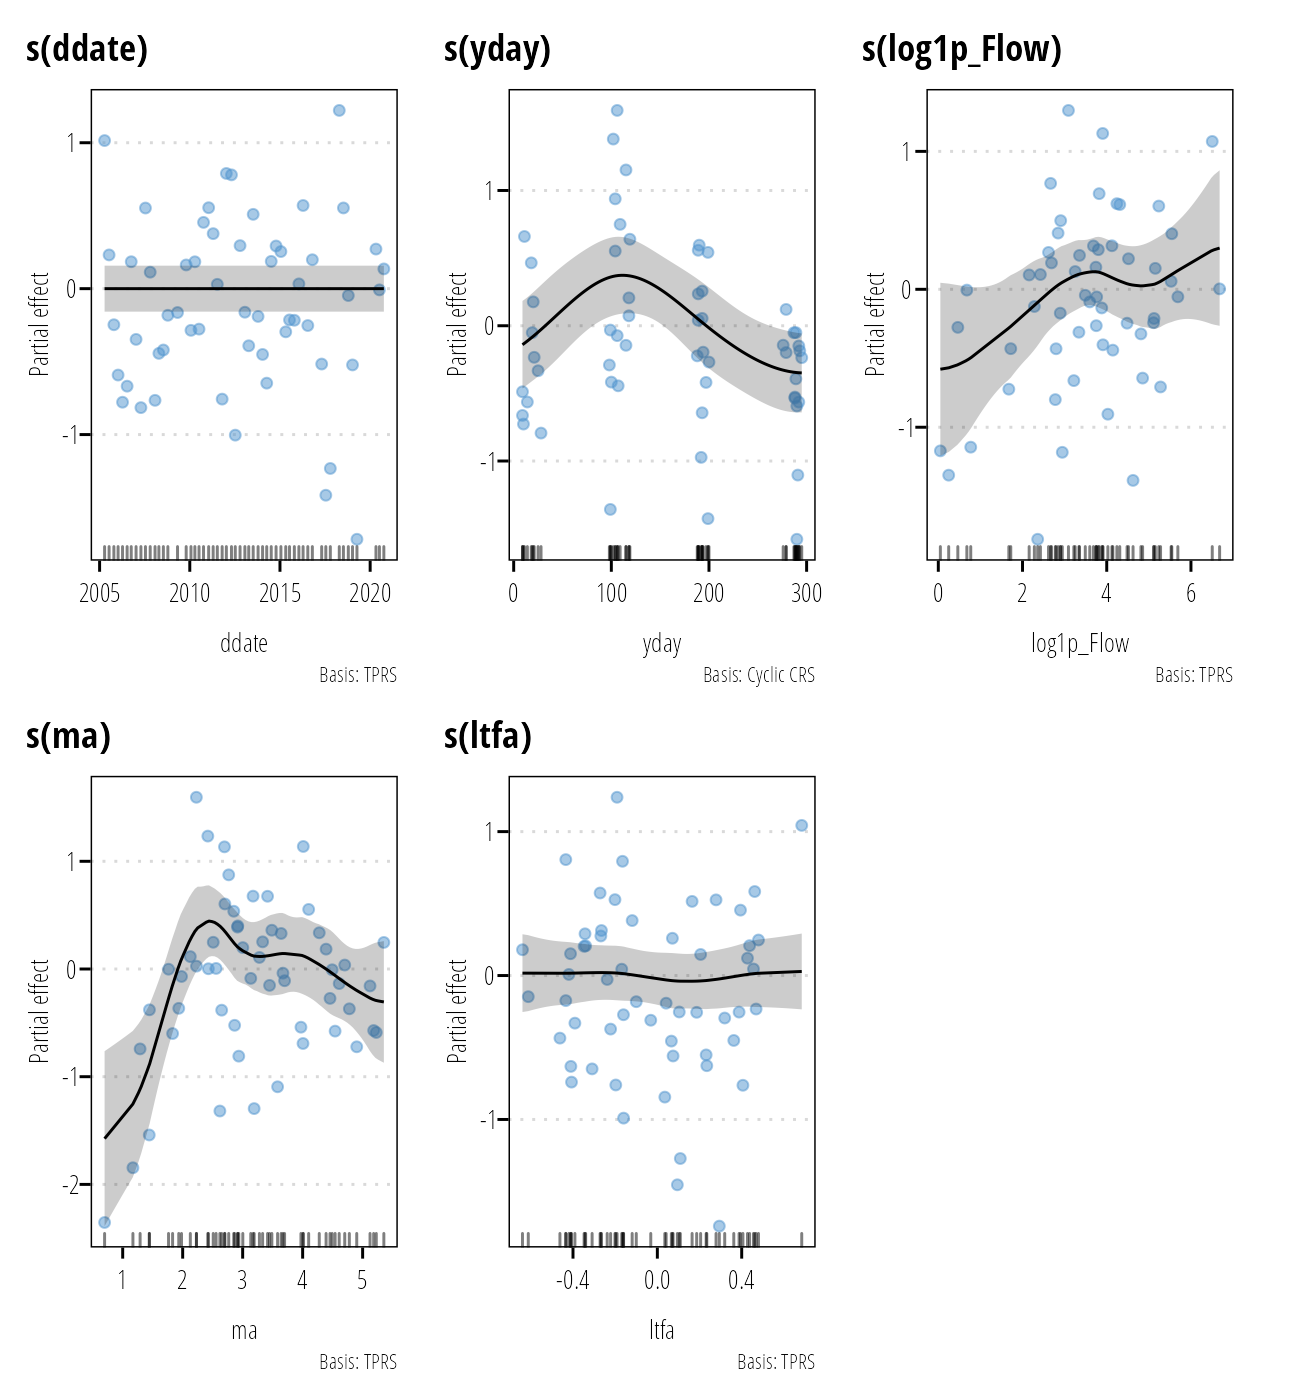 s(ddate) s(yday) s(log1p_Flow)
Partial effect Partial effect Partial effect
1 0 -1
1 0 -1
1 0 -1
2005 2010 2015 2020
0 100 200 300
0 2 4 6
ddate yday log1p_Flow
Basis: TPRS Basis: Cyclic CRS Basis: TPRS
s(ma) s(ltfa)
Partial effect Partial effect
1 0 -1 -2
1 0 -1
1 2 3 4 5
-0.4 0.0 0.4
ma ltfa
Basis: TPRS Basis: TPRS